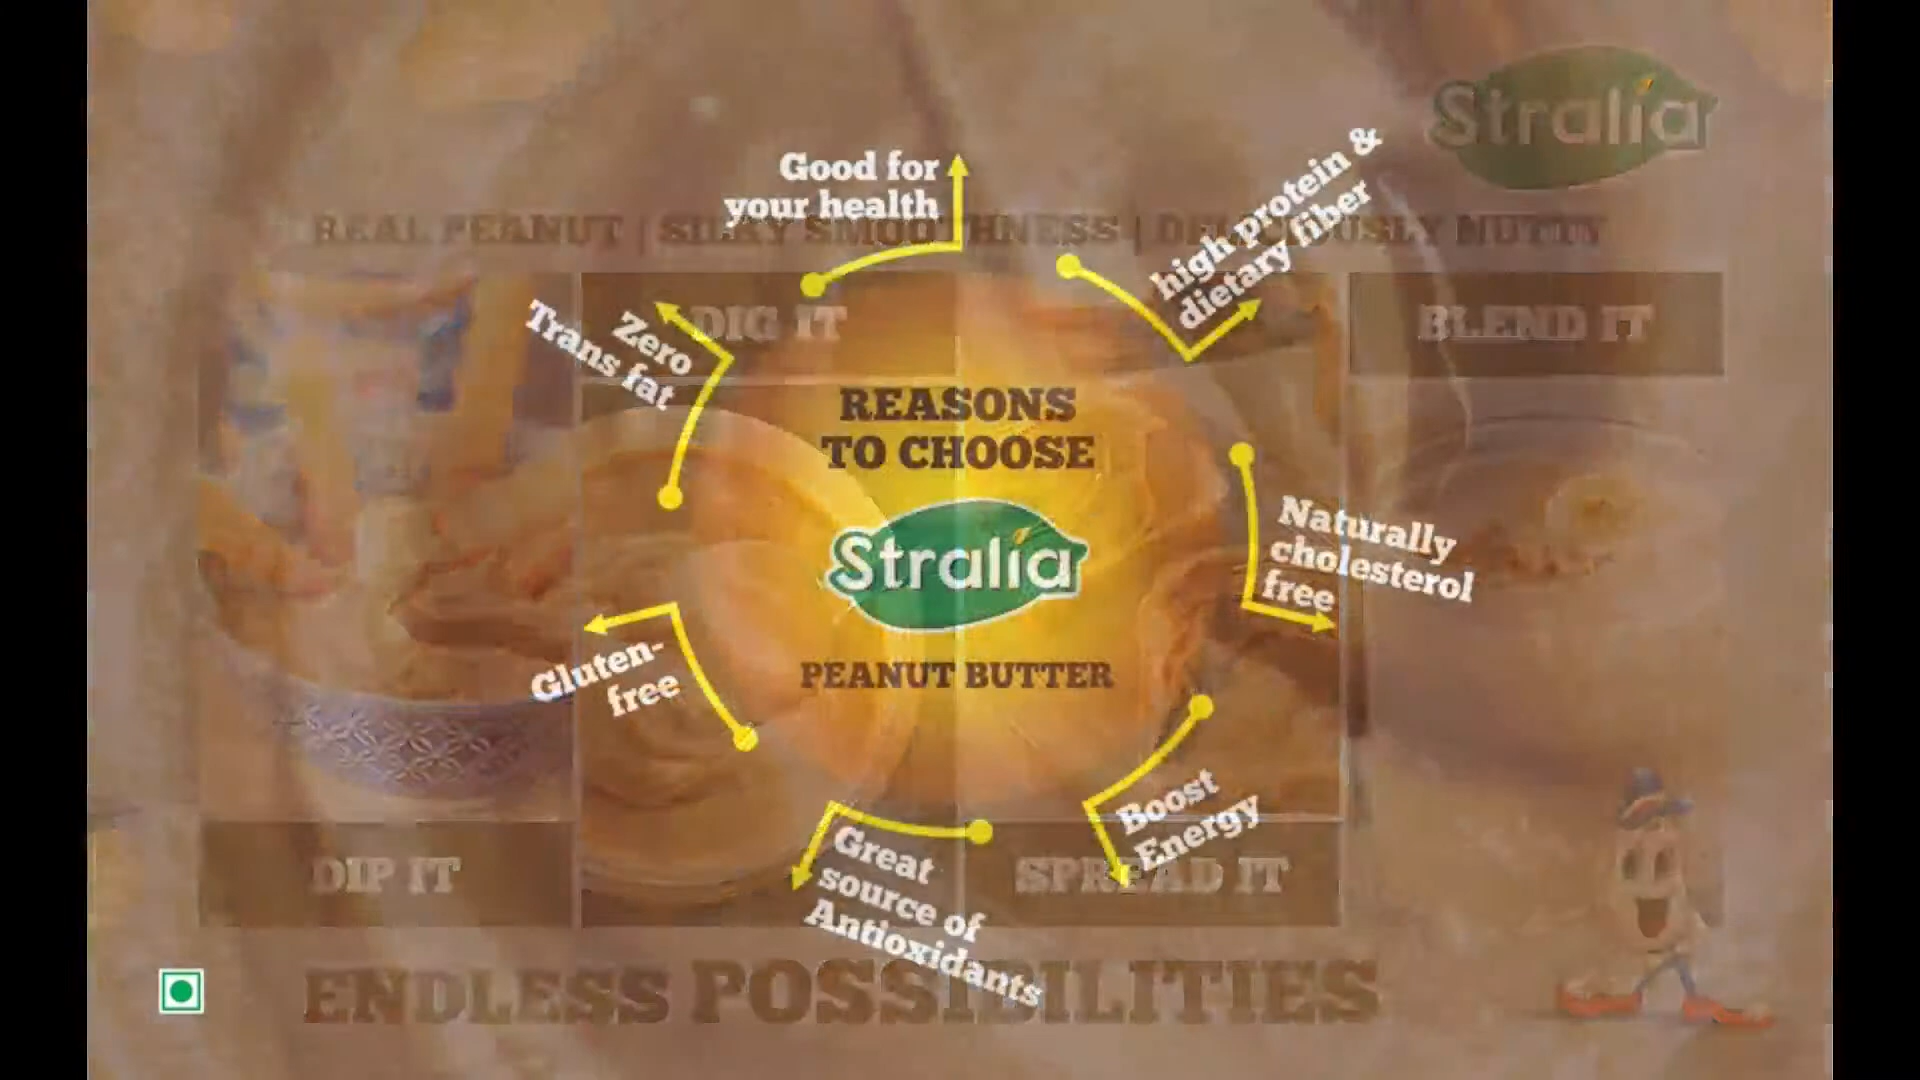 Stralia
REAL PEANUT | SILKY SMOOTHNESS | DELICIOUSLY NUTTY
Good for
your health
high protein &
dietary fiber
Zero
Trans fat
DIG IT
BLEND IT
REASONS
TO CHOOSE
Stralia
PEANUT BUTTER
Naturally
cholesterol
free
Gluten-
free
Boost
Energy
Great
source of
Antioxidants
DIP IT
SPREAD IT
ENDLESS POSSIBILITIES